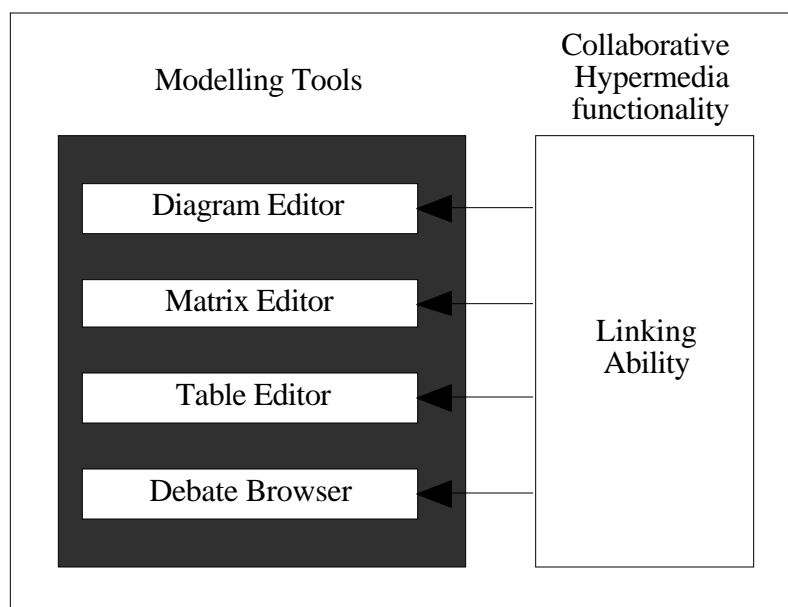 Modelling Tools
Collaborative
Hypermedia
functionality
Diagram Editor
Matrix Editor
Table Editor
Debate Browser
Linking
Ability